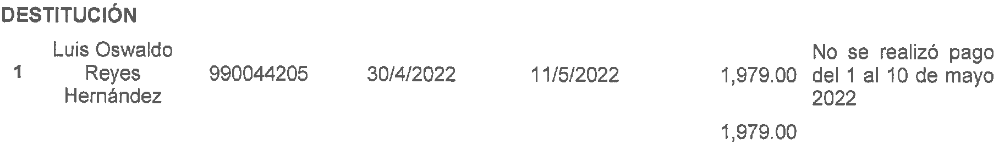 DESTITUCIÓN
Luis Oswaldo
Reyes
Hernández
1 990044205 30/4/2022 11/5/2022 1,979.00
No se realizó pago
del 1 al 10 de mayo
2022
1,979.00